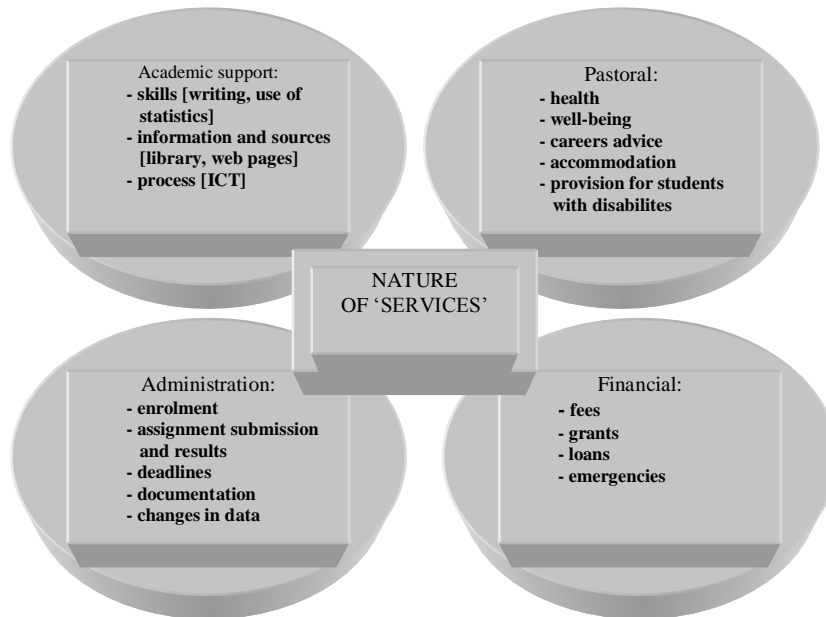 Academic support:
- skills [writing, use of
statistics]
- information and sources
[library, web pages]
- process [ICT]
Pastoral:
- health
- well-being
- careers advice
- accommodation
- provision for students
with disabilites
NATURE
OF ‘SERVICES’
Administration:
- enrolment
- assignment submission
and results
- deadlines
- documentation
- changes in data
Financial:
- fees
- grants
- loans
- emergencies